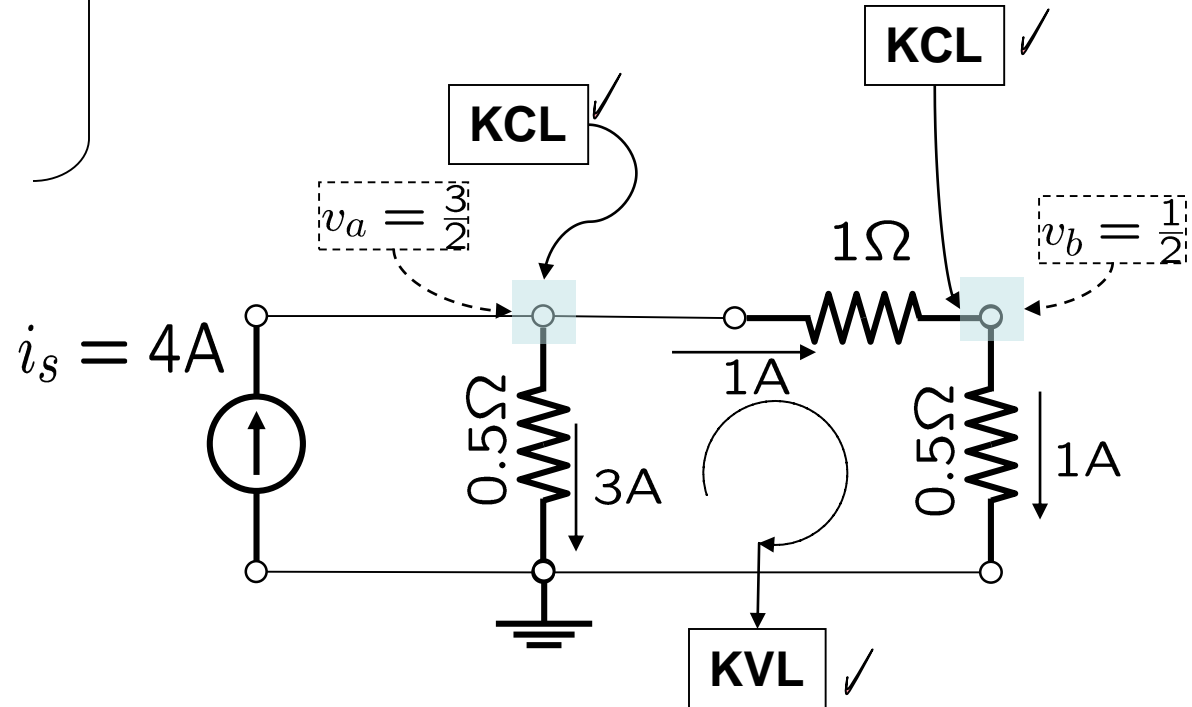 KCL
KCL
v_a = 3/2
v_b = 1/2
1Ω
i_s = 4A
1A
0.5Ω
3A
0.5Ω
1A
KVL